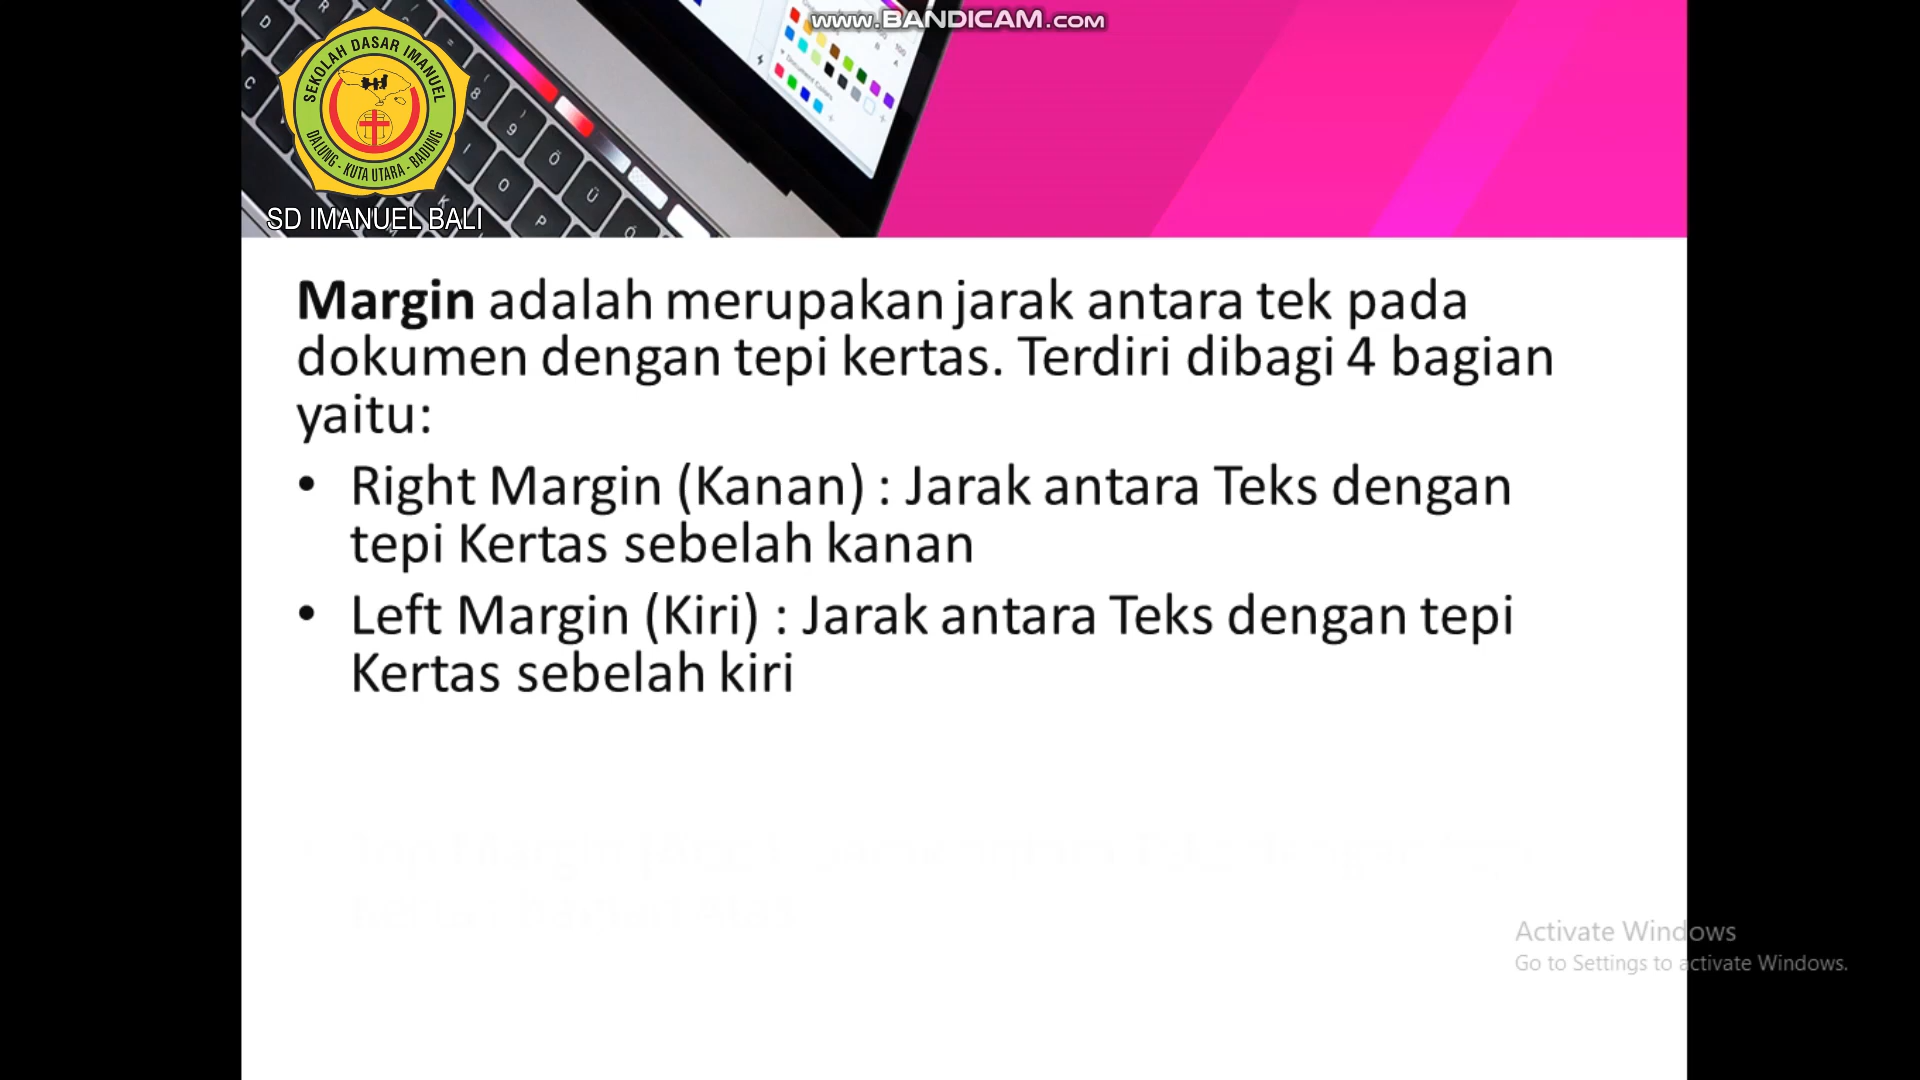 www.BANDICAM.com
SEKOLAH DASAR IMANUEL
DALUNG - KUTA UTARA - BADUNG
SD IMANUEL BALI
Margin adalah merupakan jarak antara tek pada
dokumen dengan tepi kertas. Terdiri dibagi 4 bagian
yaitu:
• Right Margin (Kanan) : Jarak antara Teks dengan
tepi Kertas sebelah kanan
• Left Margin (Kiri) : Jarak antara Teks dengan tepi
Kertas sebelah kiri
Activate Windows
Go to Settings to activate Windows.